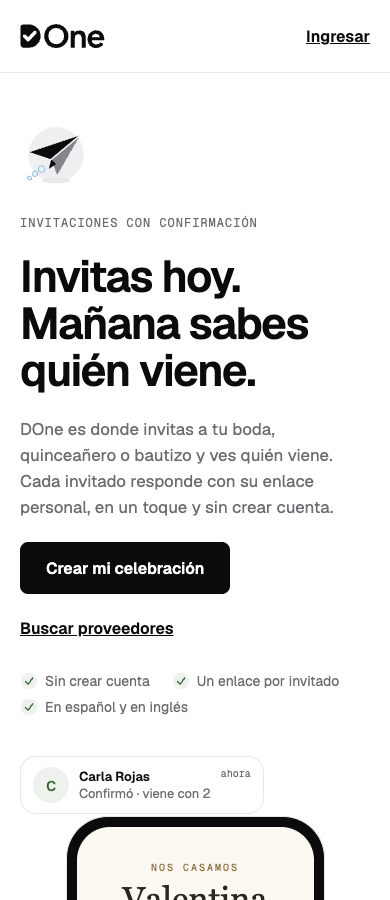 DOne
Ingresar
INVITACIONES CON CONFIRMACIÓN
Invitas hoy.
Mañana sabes
quién viene.
DOne es donde invitas a tu boda,
quinceañero o bautizo y ves quién viene.
Cada invitado responde con su enlace
personal, en un toque y sin crear cuenta.
Crear mi celebración
Buscar proveedores
Sin crear cuenta
Un enlace por invitado
En español y en inglés
C
Carla Rojas
ahora
Confirmó · viene con 2
NOS CASAMOS
Valentina